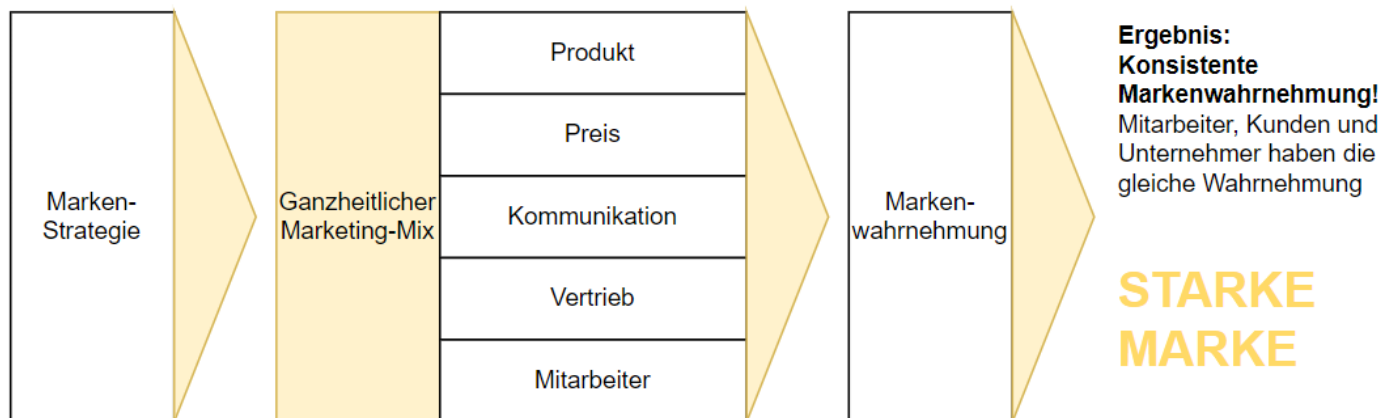 Marken-
Strategie
Ganzheitlicher
Marketing-Mix
Produkt
Preis
Kommunikation
Vertrieb
Mitarbeiter
Marken-
wahrnehmung
Ergebnis:
Konsistente
Markenwahrnehmung!
Mitarbeiter, Kunden und
Unternehmer haben die
gleiche Wahrnehmung
STARKE
MARKE